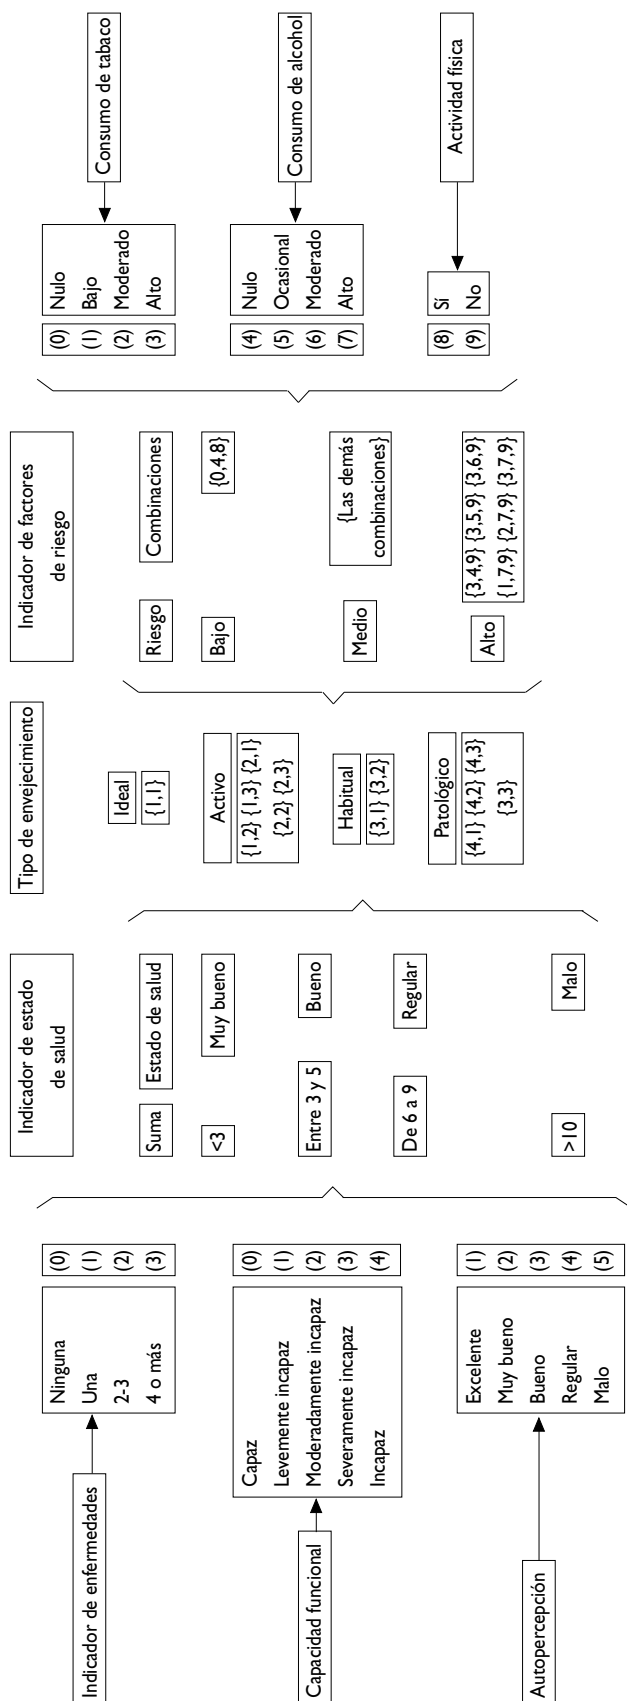 Indicador de enfermedades
Ninguna
Una
2-3
4 o más
(0)
(1)
(2)
(3)
Capacidad funcional
Capaz
Levemente incapaz
Moderadamente incapaz
Severamente incapaz
Incapaz
(0)
(1)
(2)
(3)
(4)
Autopercepción
Excelente
Muy bueno
Bueno
Regular
Malo
(1)
(2)
(3)
(4)
(5)
Indicador de estado
de salud
Suma
Estado de salud
<3
Muy bueno
Entre 3 y 5
Bueno
De 6 a 9
Regular
>10
Malo
Tipo de envejecimiento
Ideal
{1,1}
Activo
{1,2} {1,3} {2,1}
{2,2} {2,3}
Habitual
{3,1} {3,2}
Patológico
{4,1} {4,2} {4,3}
{3,3}
Indicador de factores
de riesgo
Riesgo
Combinaciones
Bajo
{0,4,8}
Medio
{Las demás
combinaciones}
Alto
{3,4,9} {3,5,9} {3,6,9}
{1,7,9} {2,7,9} {3,7,9}
(0)
(1)
(2)
(3)
Nulo
Bajo
Moderado
Alto
Consumo de tabaco
(4)
(5)
(6)
(7)
Nulo
Ocasional
Moderado
Alto
Consumo de alcohol
(8)
(9)
Sí
No
Actividad física